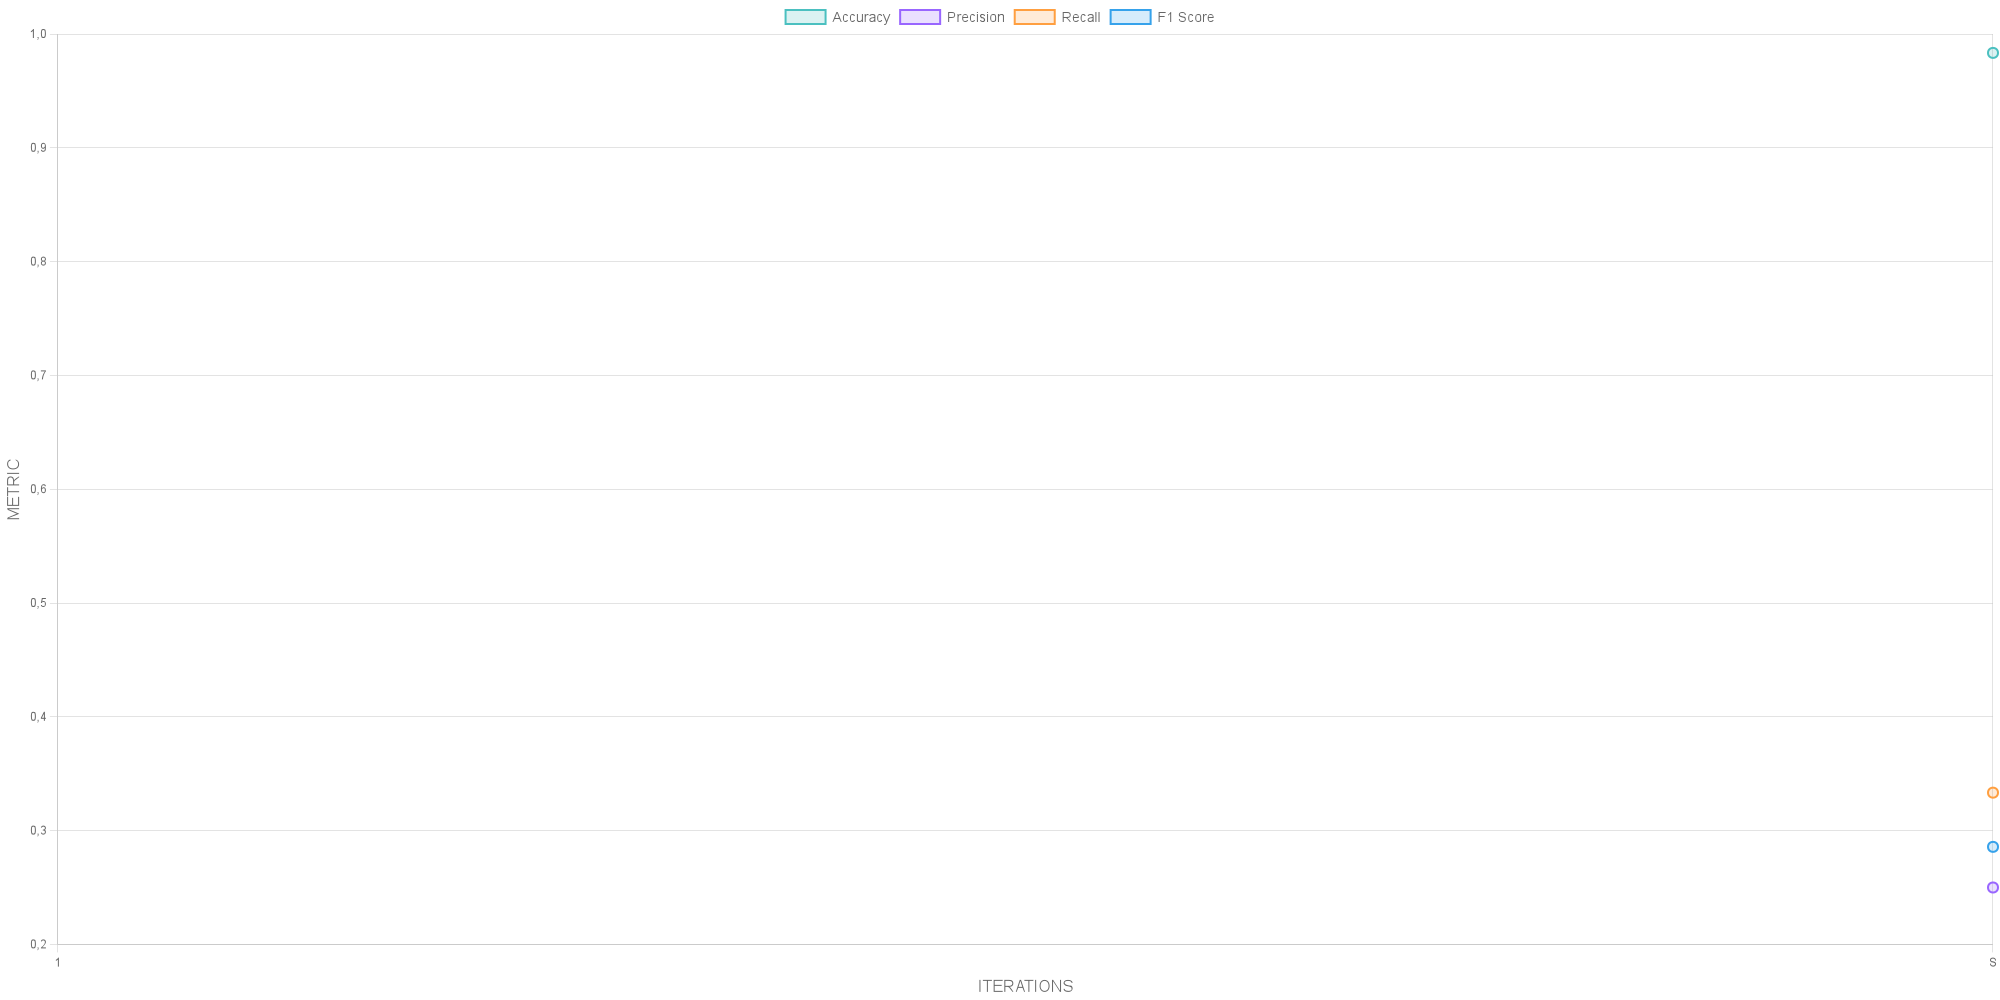 Accuracy Precision Recall F1 Score
1,0
0,9
0,8
0,7
0,6
0,5
0,4
0,3
0,2
METRIC
1 S
ITERATIONS